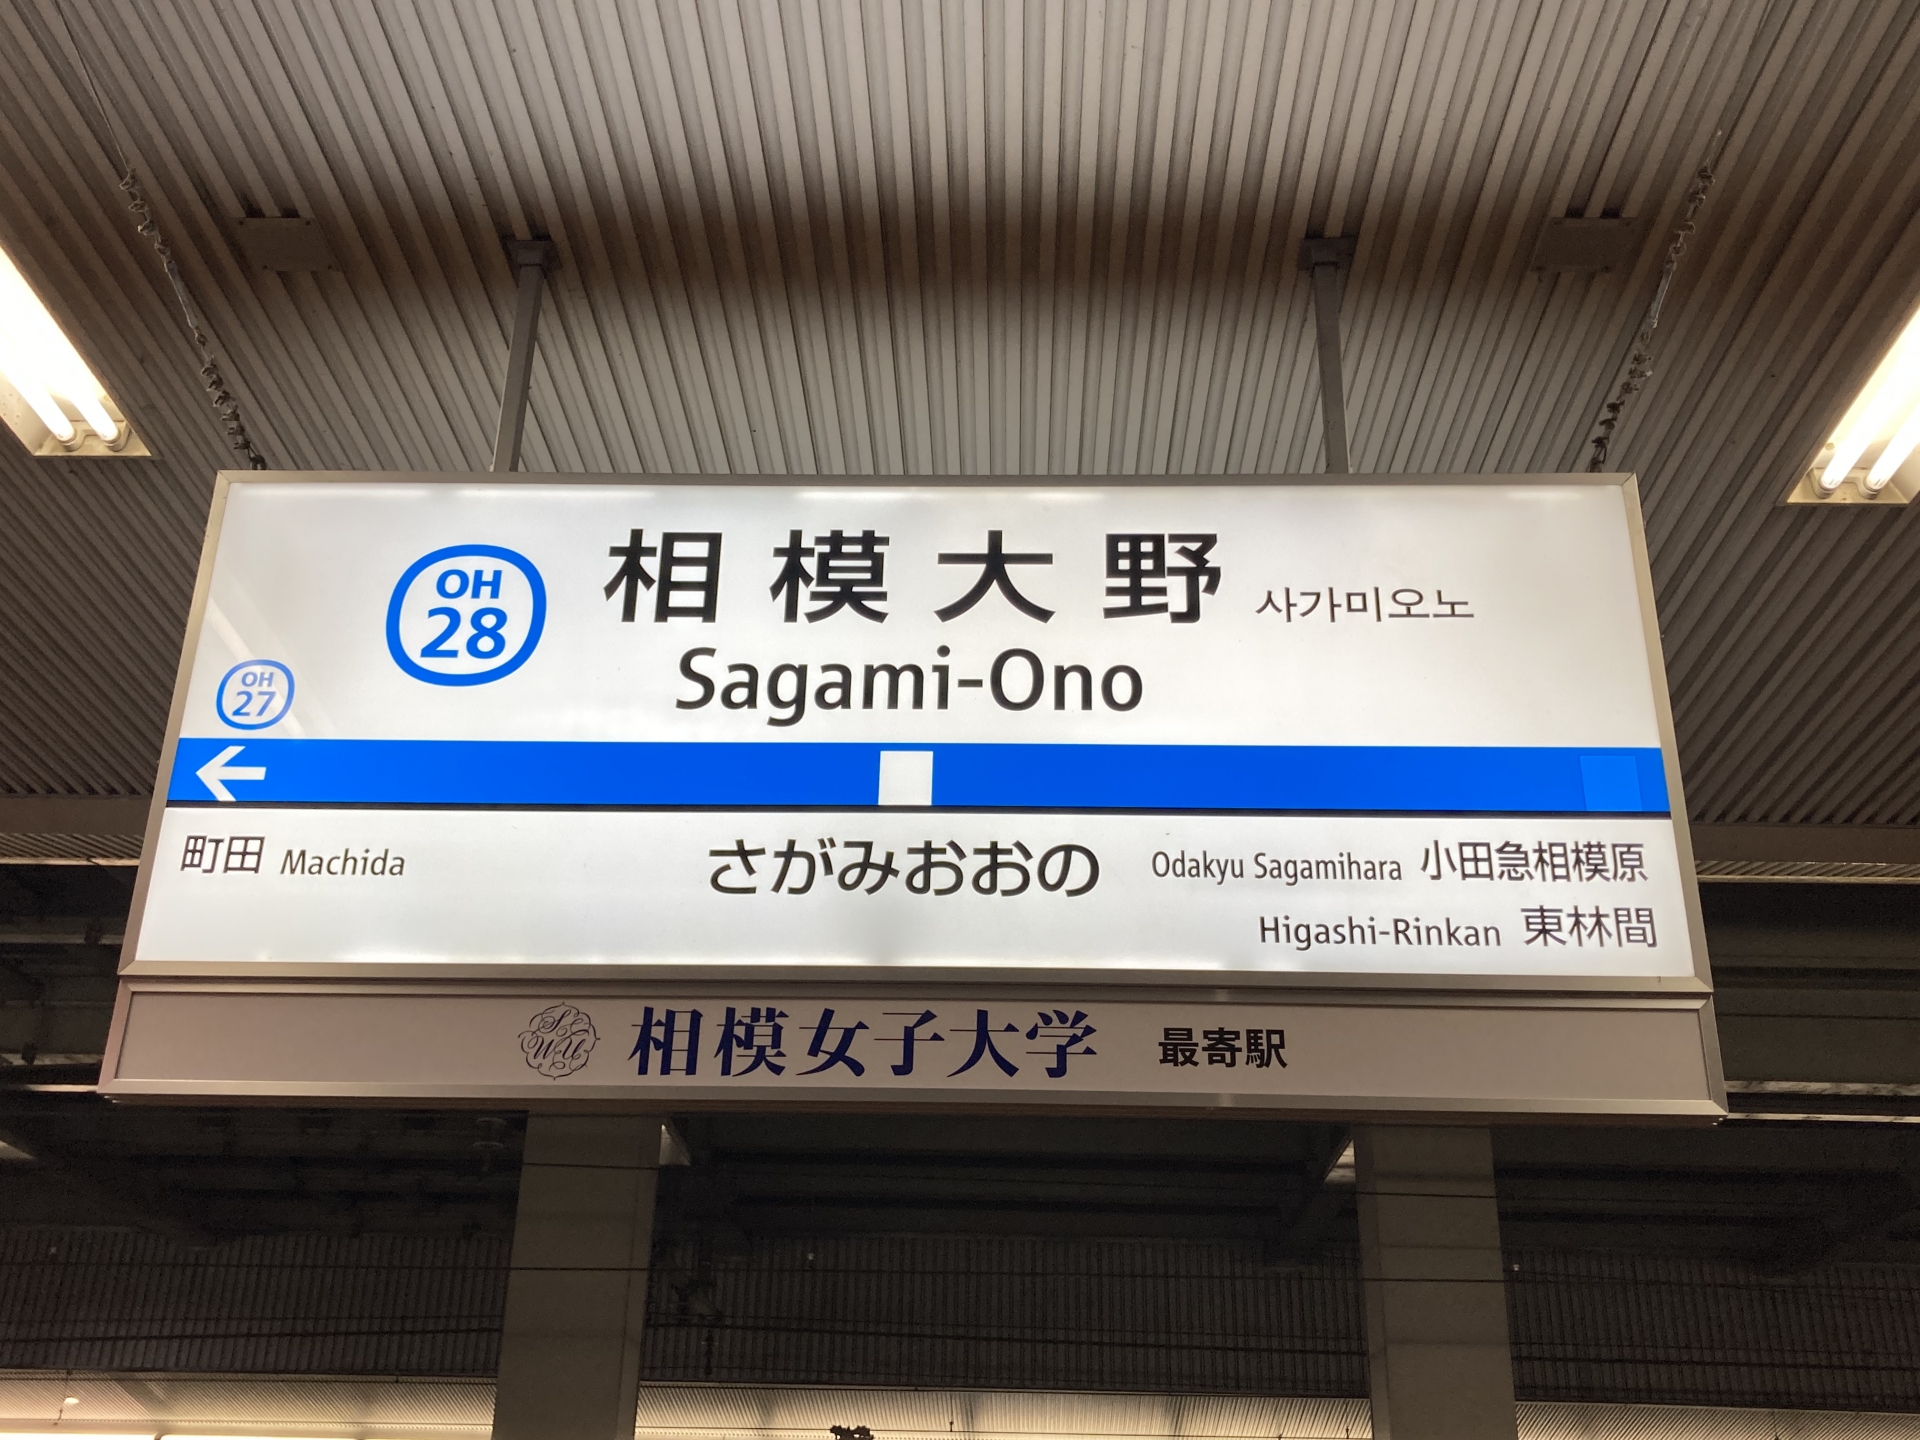 OH
28
相模大野 사가미오노
Sagami-Ono
OH
27
町田 Machida
さがみおおの
Odakyu Sagamihara 小田急相模原
Higashi-Rinkan 東林間
SWU 相模女子大学 最寄駅